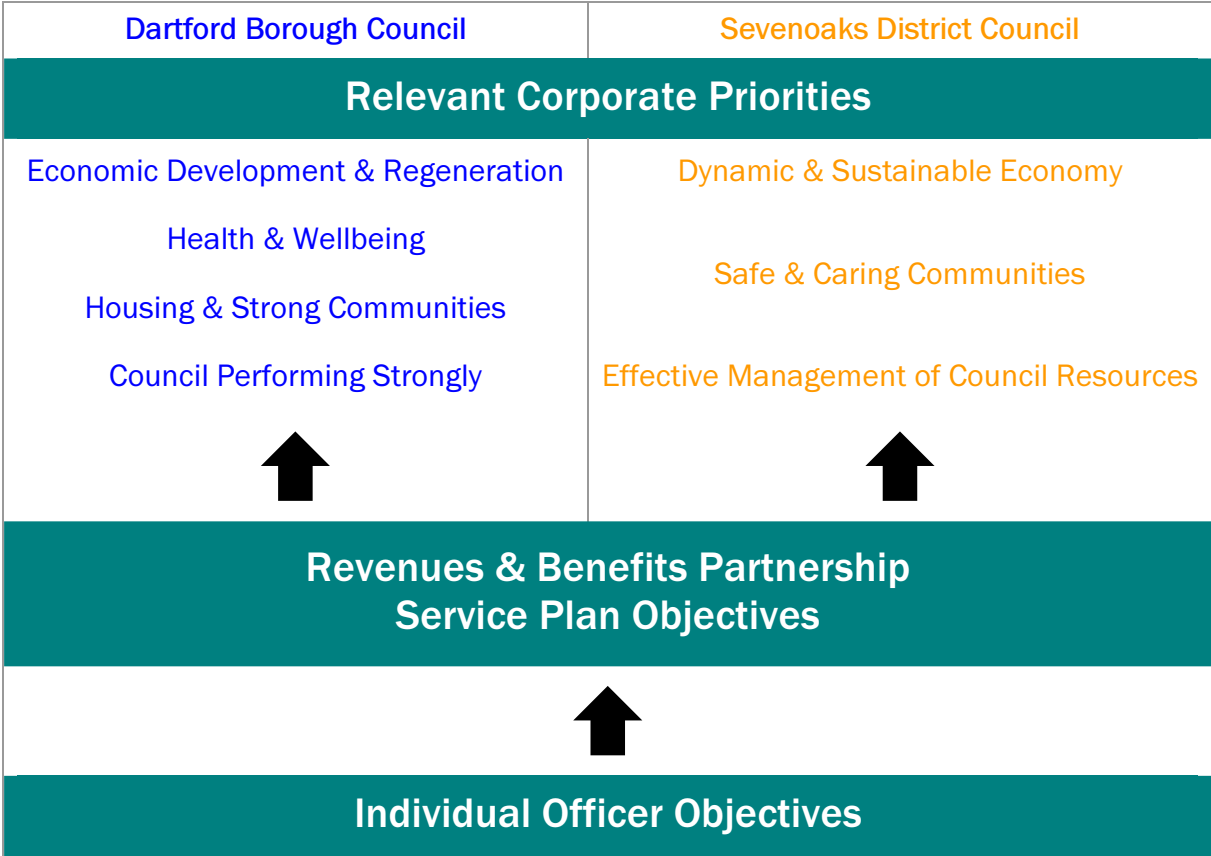 Dartford Borough Council
Sevenoaks District Council
Relevant Corporate Priorities
Economic Development & Regeneration
Health & Wellbeing
Housing & Strong Communities
Council Performing Strongly
Dynamic & Sustainable Economy
Safe & Caring Communities
Effective Management of Council Resources
Revenues & Benefits Partnership
Service Plan Objectives
Individual Officer Objectives